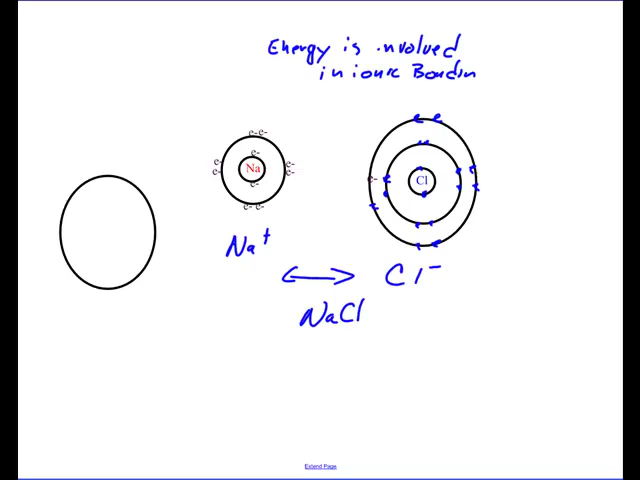 Energy is involved
in ionic Bondin
e- e-
e- e-
e- Na e-
e- e- e-
e- e-
e e
e- e Cl
e e
Na+ Cl-
NaCl
Extend Page